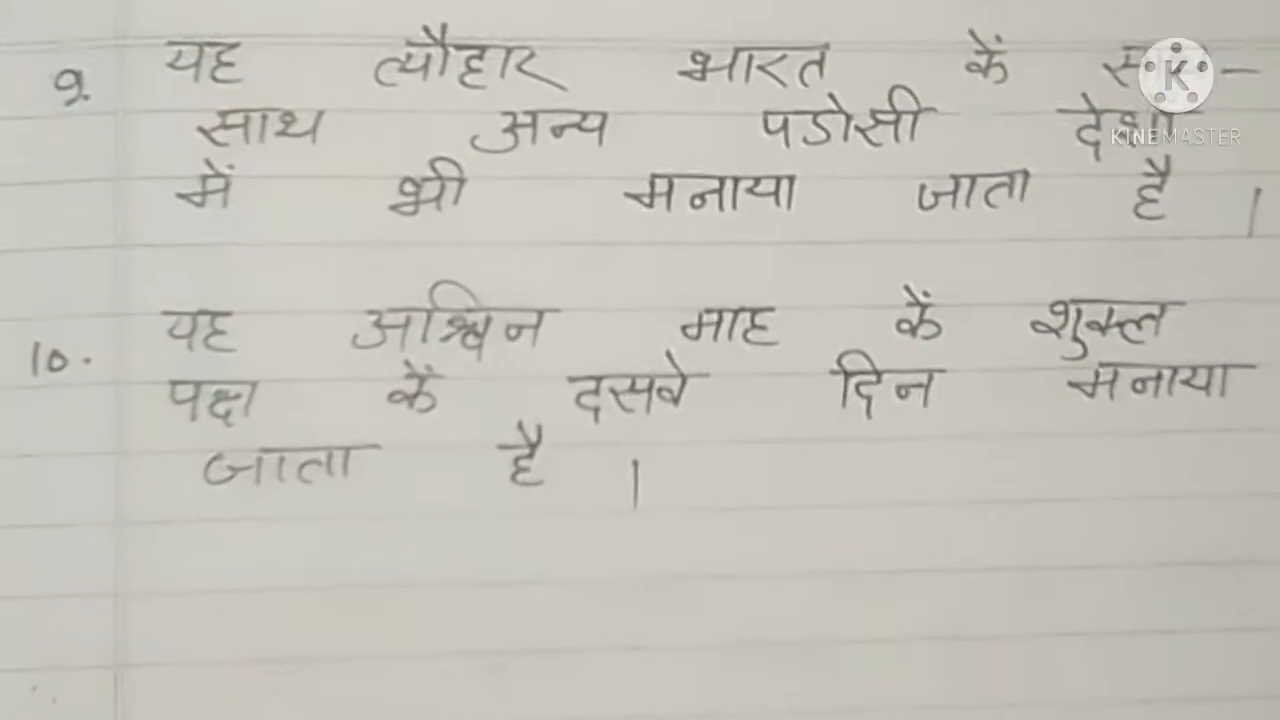 9 यह त्यौहार भारत कें
साथ अन्य पडोसी
में भी मनाया जाता है ।
10. यह अश्विन माह कें शुक्ल
पक्ष कें दसवे दिन मनाया
जाता है ।
KINEMASTER